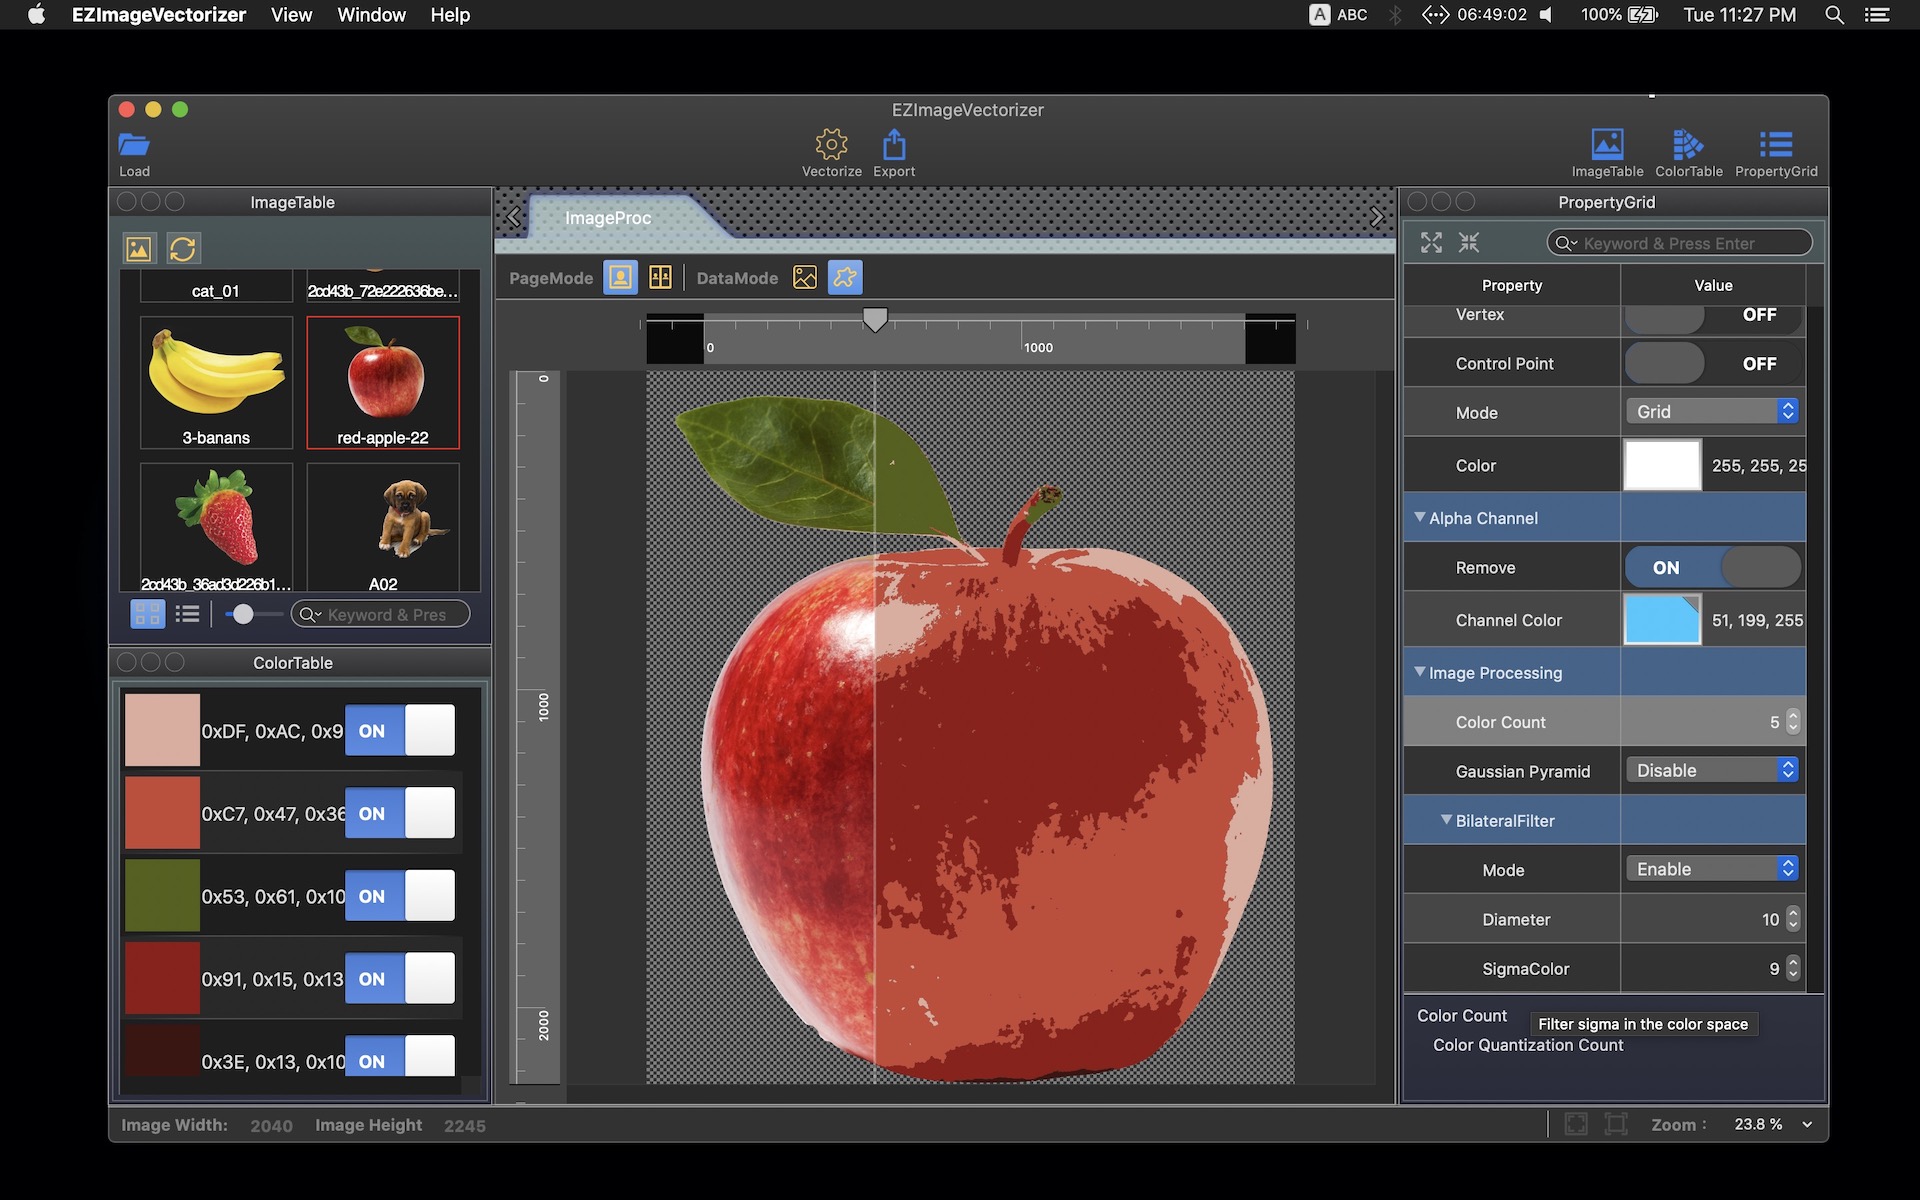 EZImageVectorizer View Window Help
A ABC 06:49:02 100% Tue 11:27 PM
EZImageVectorizer
Load
Vectorize Export
ImageTable ColorTable PropertyGrid
ImageTable
cat_01
2cd43b_72e222636be...
3-banans
red-apple-22
2cd43b_36ad3d226b1...
A02
Keyword & Pres
ColorTable
0xDF, 0xAC, 0x9 ON
0xC7, 0x47, 0x36 ON
0x53, 0x61, 0x10 ON
0x91, 0x15, 0x13 ON
0x3E, 0x13, 0x10 ON
ImageProc
PageMode DataMode
0 1000
0
1000
2000
PropertyGrid
Keyword & Press Enter
Property Value
Vertex OFF
Control Point OFF
Mode Grid
Color 255, 255, 25
Alpha Channel
Remove ON
Channel Color 51, 199, 255
Image Processing
Color Count 5
Gaussian Pyramid Disable
BilateralFilter
Mode Enable
Diameter 10
SigmaColor 9
Color Count
Filter sigma in the color space
Color Quantization Count
Image Width: 2040 Image Height 2245
Zoom : 23.8 %